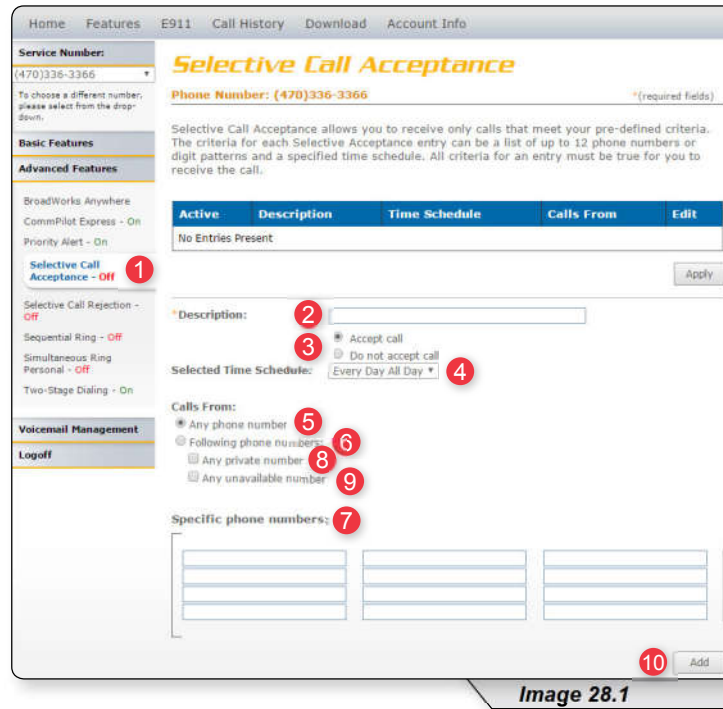 Home Features E911 Call History Download Account Info
Service Number:
(470)336-3366
To choose a different number,
please select from the drop-
down.
Basic Features
Advanced Features
BroadWorks Anywhere
CommPilot Express - On
Priority Alert - On
Selective Call
Acceptance - Off 1
Selective Call Rejection -
Off
Sequential Ring - Off
Simultaneous Ring
Personal - Off
Two-Stage Dialing - On
Voicemail Management
Logoff
Selective Call Acceptance
Phone Number: (470)336-3366 *(required fields)
Selective Call Acceptance allows you to receive only calls that meet your pre-defined criteria.
The criteria for each Selective Acceptance entry can be a list of up to 12 phone numbers or
digit patterns and a specified time schedule. All criteria for an entry must be true for you to
receive the call.
Active Description Time Schedule Calls From Edit
No Entries Present
Apply
*Description: 2
3 Accept call
Do not accept call
Selected Time Schedule: Every Day All Day 4
Calls From:
Any phone number 5
Following phone numbers: 6
Any private number 8
Any unavailable number 9
Specific phone numbers: 7
10 Add
Image 28.1